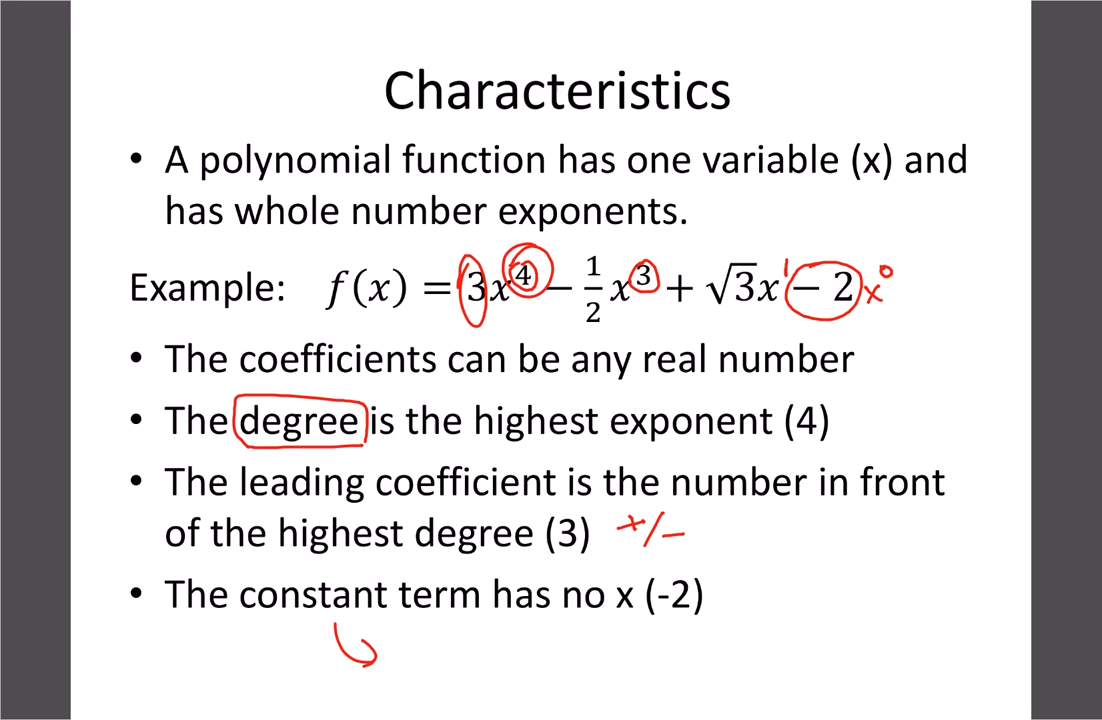 Characteristics
• A polynomial function has one variable (x) and
has whole number exponents.
Example: f(x) = 3x⁴ − 1/2 x³ + √3x¹ − 2x⁰
• The coefficients can be any real number
• The degree is the highest exponent (4)
• The leading coefficient is the number in front
of the highest degree (3) +/−
• The constant term has no x (-2)